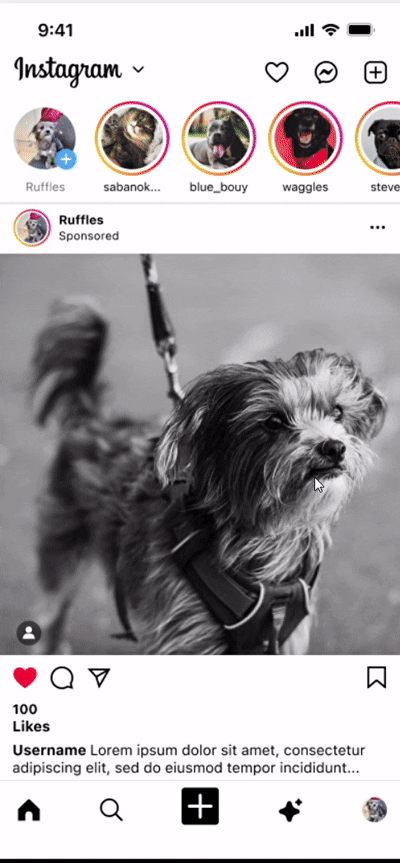 9:41
Instagram
Ruffles
sabanok...
blue_bouy
waggles
steve
Ruffles
Sponsored
100
Likes
Username Lorem ipsum dolor sit amet, consectetur
adipiscing elit, sed do eiusmod tempor incididunt...